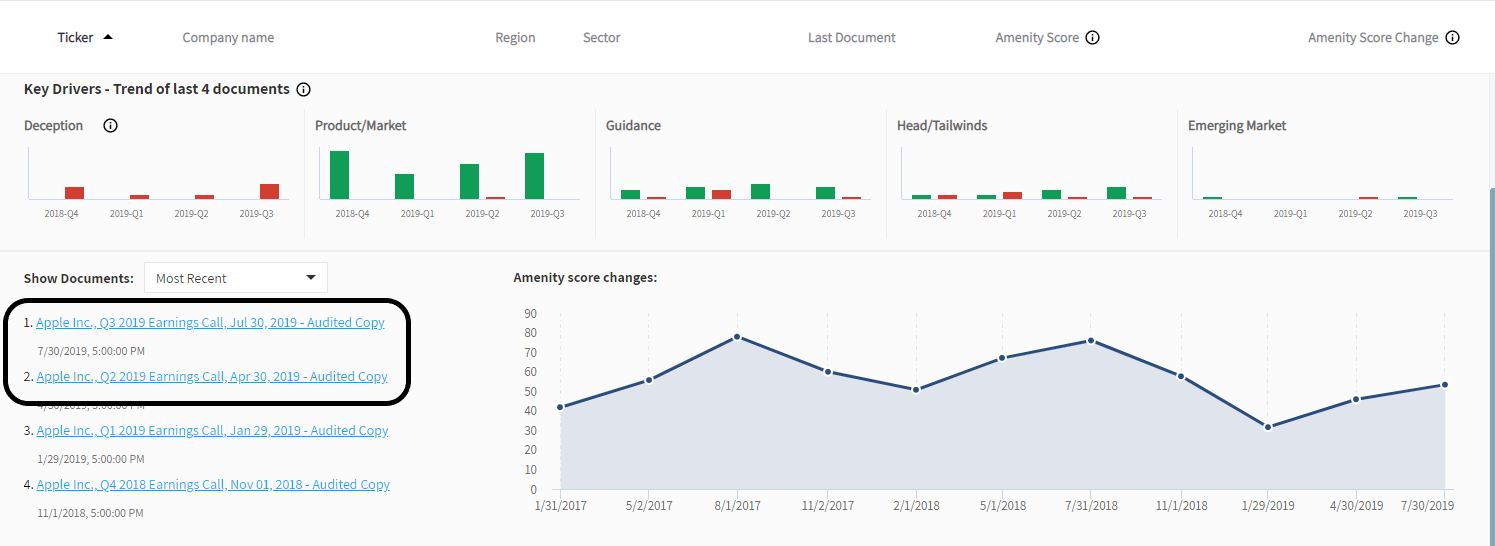 Ticker Company name Region Sector Last Document Amenity Score Amenity Score Change
Key Drivers - Trend of last 4 documents
Deception Product/Market Guidance Head/Tailwinds Emerging Market
2018-Q4 2019-Q1 2019-Q2 2019-Q3 2018-Q4 2019-Q1 2019-Q2 2019-Q3 2018-Q4 2019-Q1 2019-Q2 2019-Q3 2018-Q4 2019-Q1 2019-Q2 2019-Q3 2018-Q4 2019-Q1 2019-Q2 2019-Q3
Show Documents: Most Recent
1. Apple Inc., Q3 2019 Earnings Call, Jul 30, 2019 - Audited Copy
7/30/2019, 5:00:00 PM
2. Apple Inc., Q2 2019 Earnings Call, Apr 30, 2019 - Audited Copy
4/30/2019, 5:00:00 PM
3. Apple Inc., Q1 2019 Earnings Call, Jan 29, 2019 - Audited Copy
1/29/2019, 5:00:00 PM
4. Apple Inc., Q4 2018 Earnings Call, Nov 01, 2018 - Audited Copy
11/1/2018, 5:00:00 PM
Amenity score changes:
90
80
70
60
50
40
30
20
10
0
1/31/2017 5/2/2017 8/1/2017 11/2/2017 2/1/2018 5/1/2018 7/31/2018 11/1/2018 1/29/2019 4/30/2019 7/30/2019